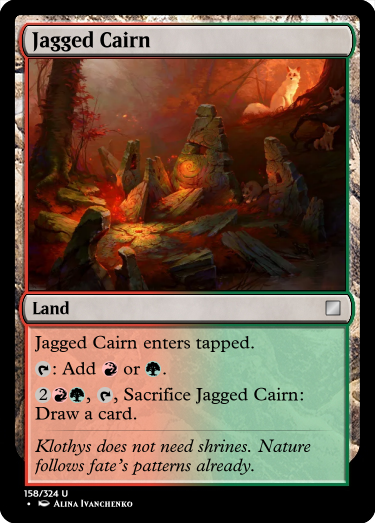 Jagged Cairn
Land
Jagged Cairn enters tapped.
: Add or .
2 , , Sacrifice Jagged Cairn:
Draw a card.
Klothys does not need shrines. Nature
follows fate's patterns already.
158/324 U
• Alina Ivanchenko